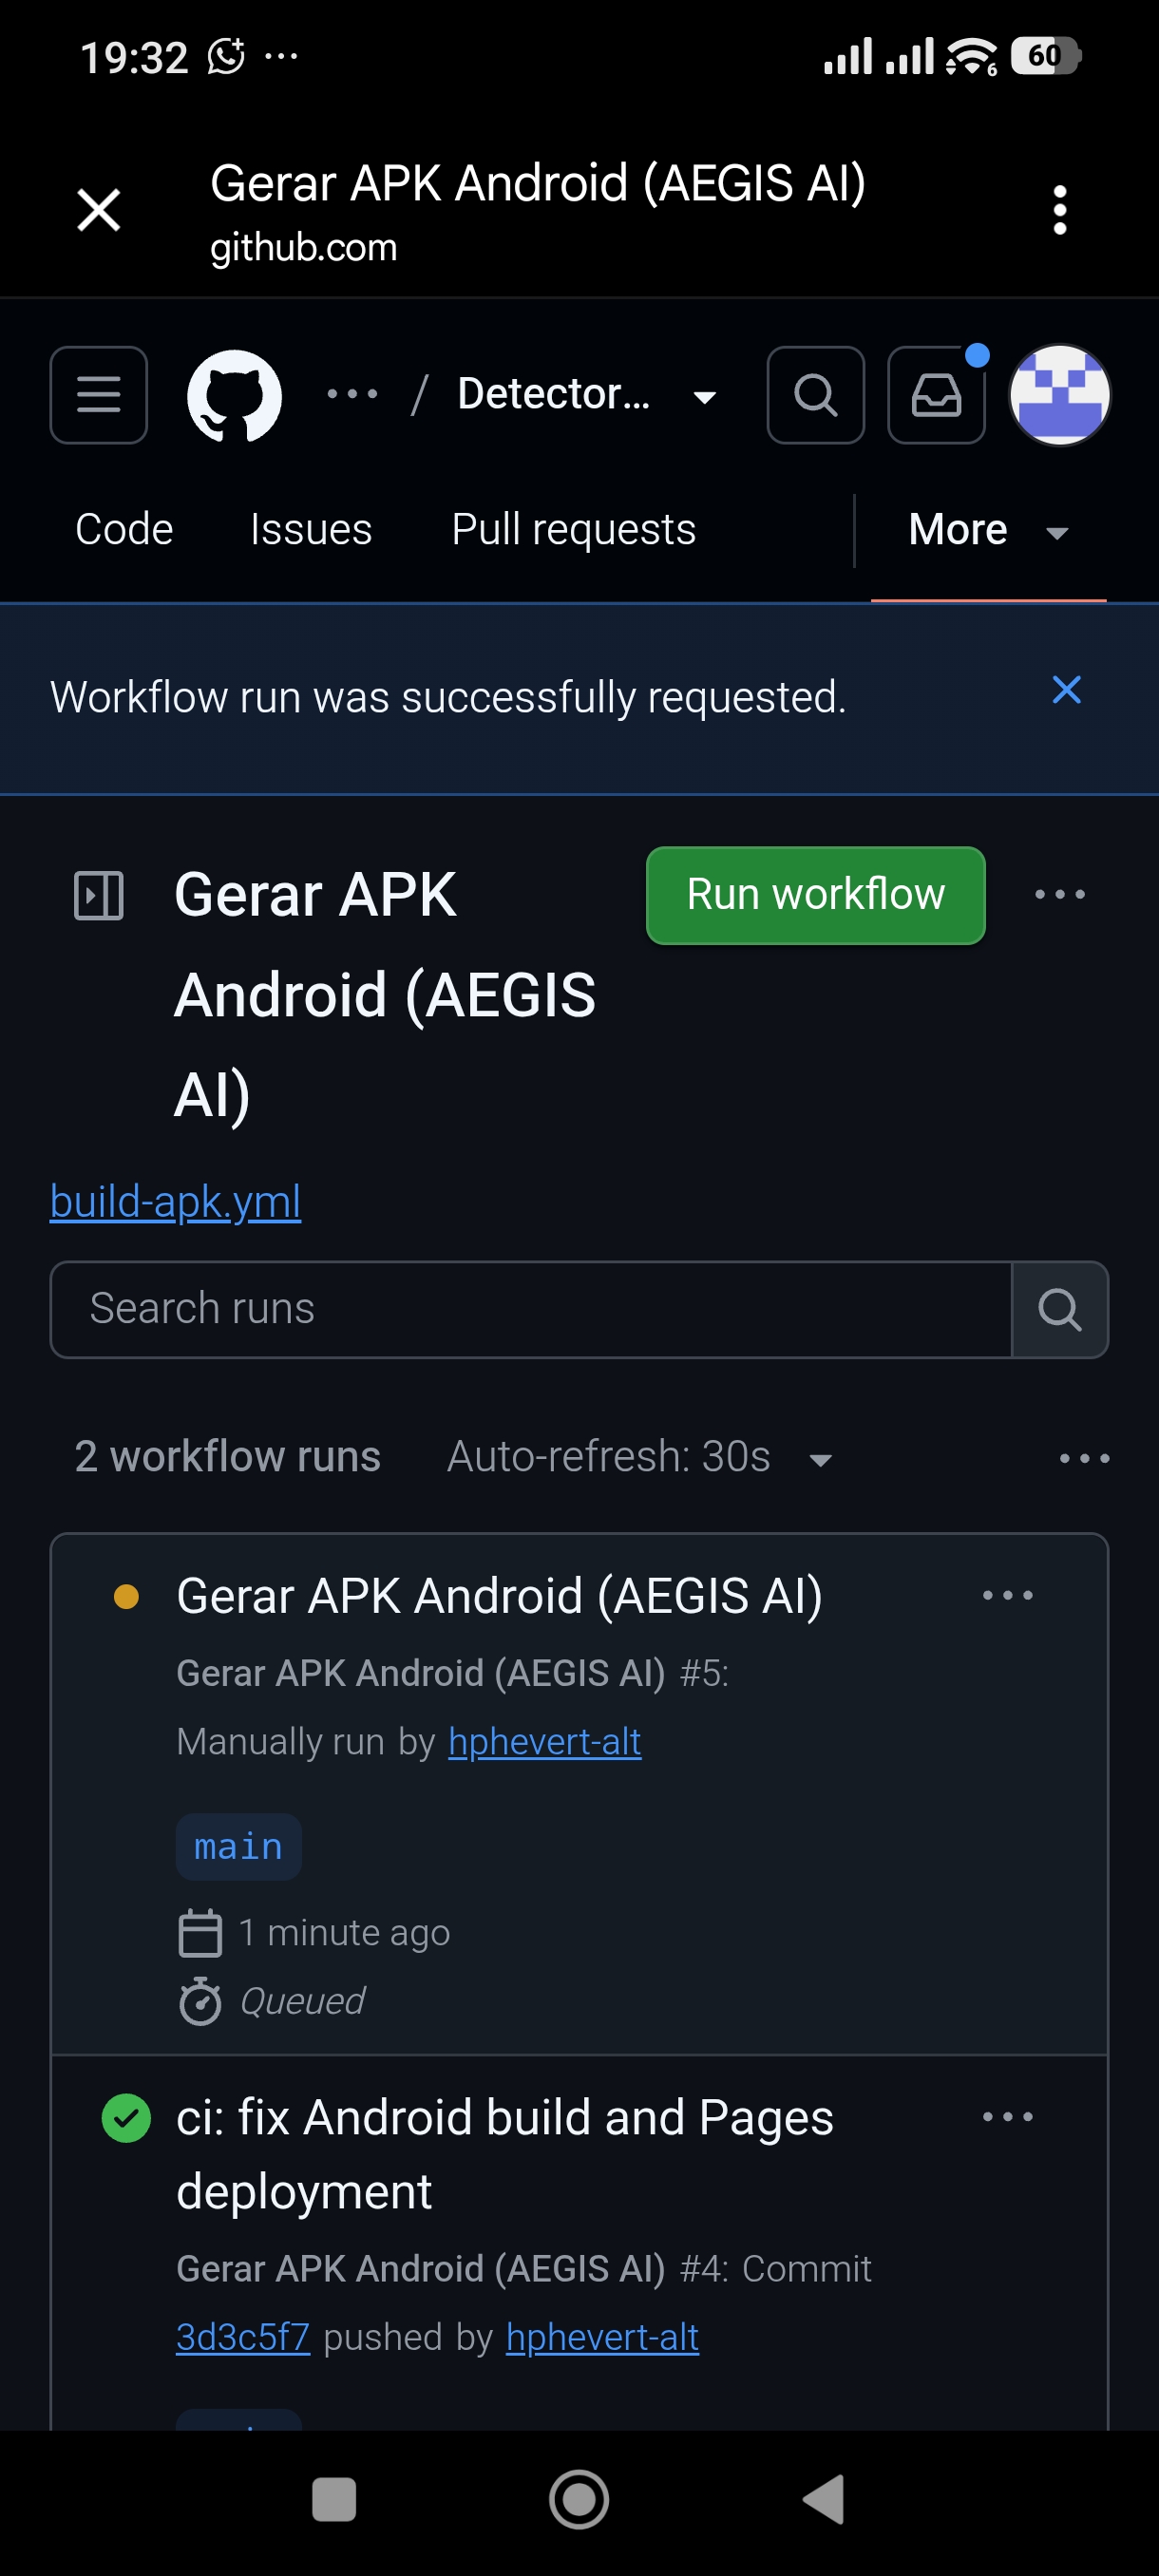 19:32
6
60
Gerar APK Android (AEGIS AI)
github.com
/ Detector...
Code Issues Pull requests More
Workflow run was successfully requested.
Gerar APK
Android (AEGIS
AI)
Run workflow
build-apk.yml
Search runs
2 workflow runs Auto-refresh: 30s
Gerar APK Android (AEGIS AI)
Gerar APK Android (AEGIS AI) #5:
Manually run by hphevert-alt
main
1 minute ago
Queued
ci: fix Android build and Pages
deployment
Gerar APK Android (AEGIS AI) #4: Commit
3d3c5f7 pushed by hphevert-alt